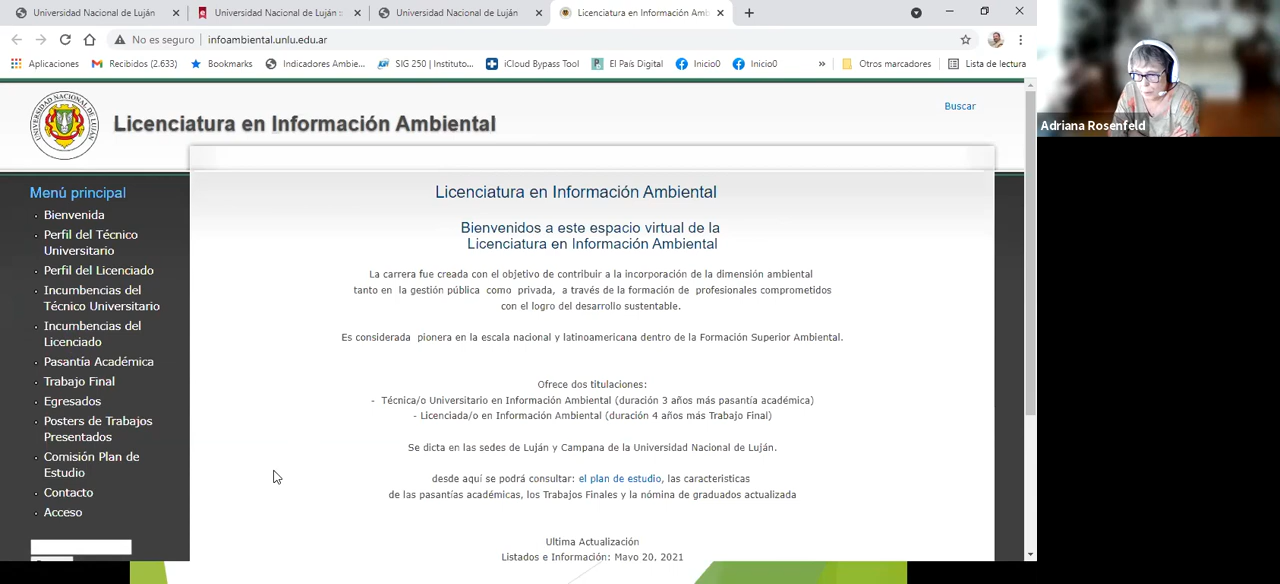 Universidad Nacional de Luján
Universidad Nacional de Luján ::
Universidad Nacional de Luján
Licenciatura en Información Amb
No es seguro
infoambiental.unlu.edu.ar
Aplicaciones
Recibidos (2.633)
Bookmarks
Indicadores Ambie...
SIG 250 | Instituto...
iCloud Bypass Tool
El País Digital
Inicio0
Inicio0
»
Otros marcadores
Lista de lectura
UNIVERSIDAD NACIONAL DE LUJAN
Licenciatura en Información Ambiental
Buscar
Menú principal
Bienvenida
Perfil del Técnico
Universitario
Perfil del Licenciado
Incumbencias del
Técnico Universitario
Incumbencias del
Licenciado
Pasantía Académica
Trabajo Final
Egresados
Posters de Trabajos
Presentados
Comisión Plan de
Estudio
Contacto
Acceso
Licenciatura en Información Ambiental
Bienvenidos a este espacio virtual de la
Licenciatura en Información Ambiental
La carrera fue creada con el objetivo de contribuir a la incorporación de la dimensión ambiental
tanto en la gestión pública como privada, a través de la formación de profesionales comprometidos
con el logro del desarrollo sustentable.
Es considerada pionera en la escala nacional y latinoamericana dentro de la Formación Superior Ambiental.
Ofrece dos titulaciones:
- Técnica/o Universitario en Información Ambiental (duración 3 años más pasantía académica)
- Licenciada/o en Información Ambiental (duración 4 años más Trabajo Final)
Se dicta en las sedes de Luján y Campana de la Universidad Nacional de Luján.
desde aquí se podrá consultar: el plan de estudio, las caracteristicas
de las pasantías académicas, los Trabajos Finales y la nómina de graduados actualizada
Ultima Actualización
Listados e Información: Mayo 20, 2021
Adriana Rosenfeld